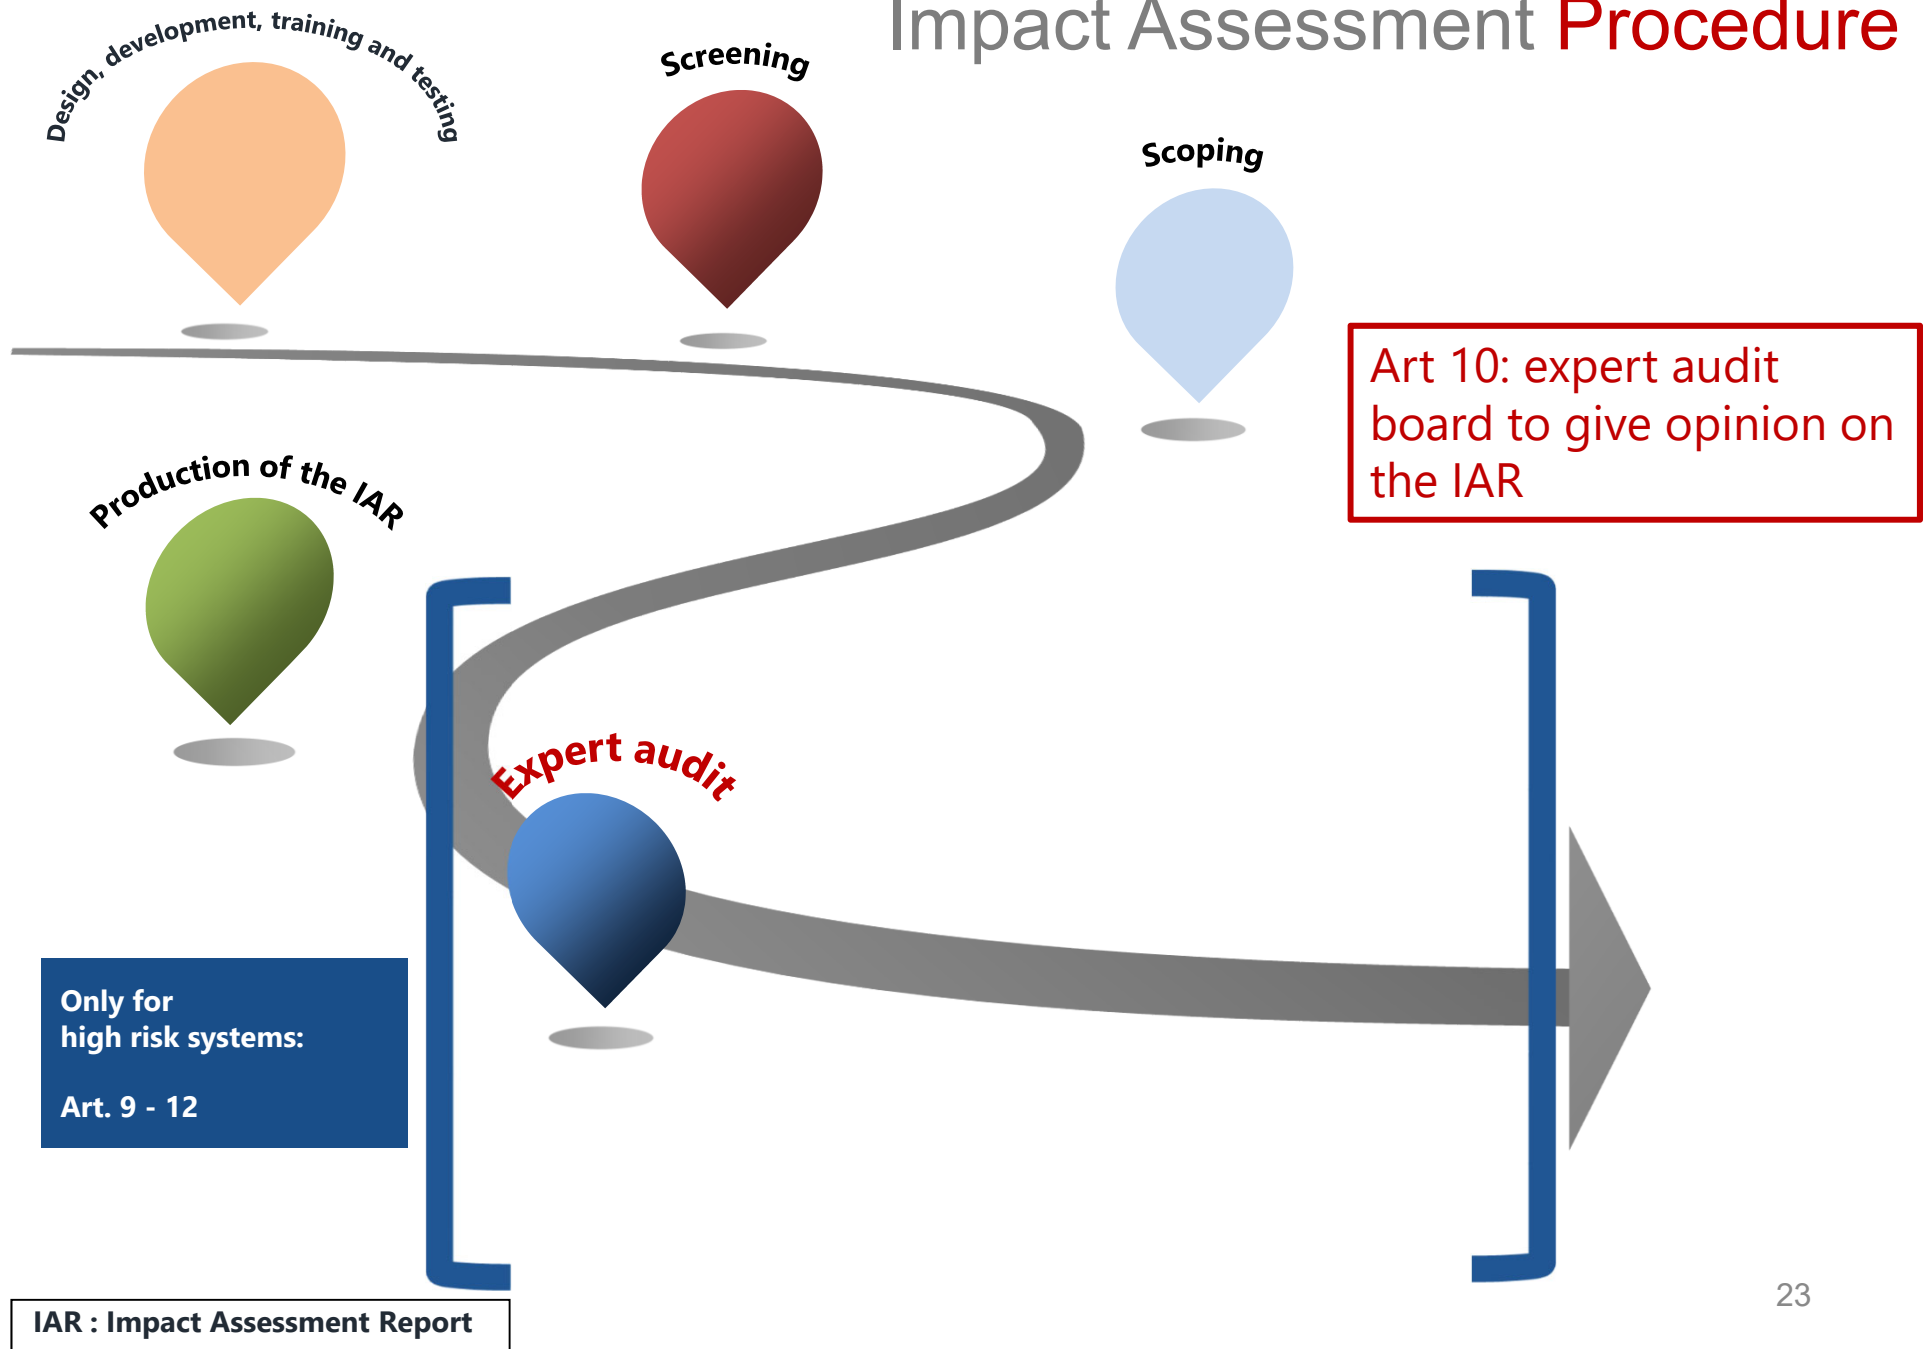 Impact Assessment Procedure
Design, development, training and testing
Screening
Scoping
Art 10: expert audit
board to give opinion on
the IAR
Production of the IAR
Expert audit
Only for
high risk systems:
Art. 9 - 12
IAR : Impact Assessment Report
23